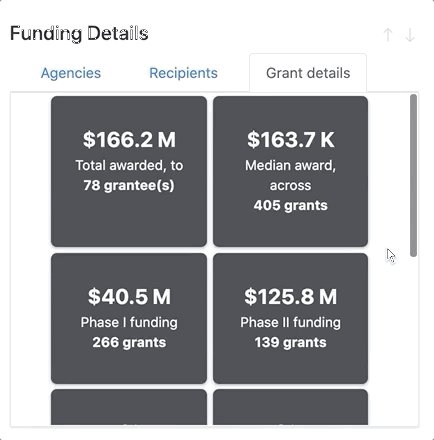 Funding Details
Agencies Recipients Grant details
$166.2 M
Total awarded, to
78 grantee(s)
$163.7 K
Median award,
across
405 grants
$40.5 M
Phase I funding
266 grants
$125.8 M
Phase II funding
139 grants